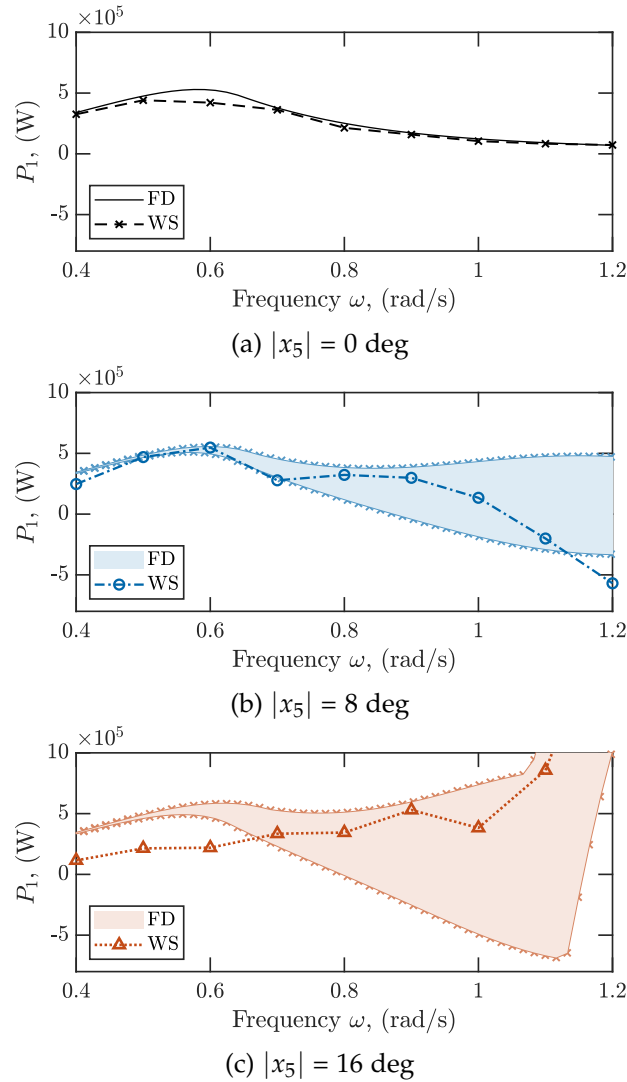 ×10⁵
10
5
0
-5
P₁, (W)
FD
WS
0.4 0.6 0.8 1 1.2
Frequency ω, (rad/s)
(a) |x₅| = 0 deg
×10⁵
10
5
0
-5
P₁, (W)
FD
WS
0.4 0.6 0.8 1 1.2
Frequency ω, (rad/s)
(b) |x₅| = 8 deg
×10⁵
10
5
0
-5
P₁, (W)
FD
WS
0.4 0.6 0.8 1 1.2
Frequency ω, (rad/s)
(c) |x₅| = 16 deg